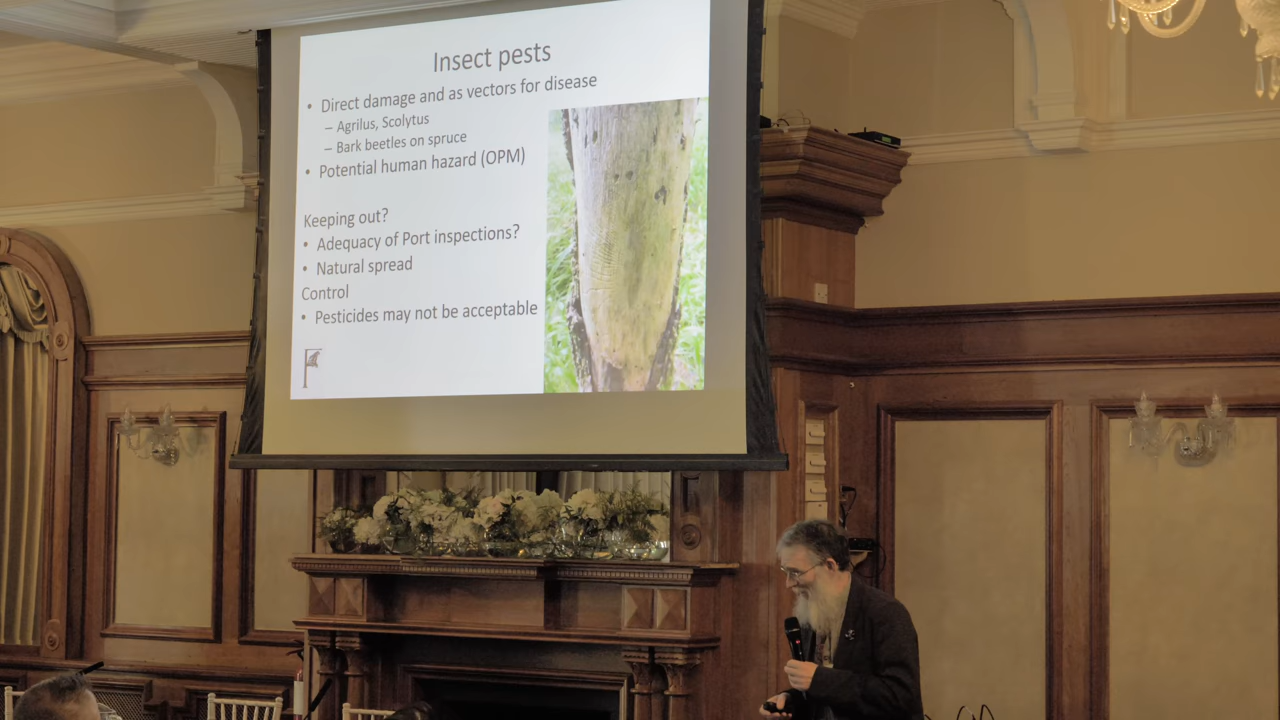 Insect pests
• Direct damage and as vectors for disease
– Agrilus, Scolytus
– Bark beetles on spruce
• Potential human hazard (OPM)
Keeping out?
• Adequacy of Port inspections?
• Natural spread
Control
• Pesticides may not be acceptable